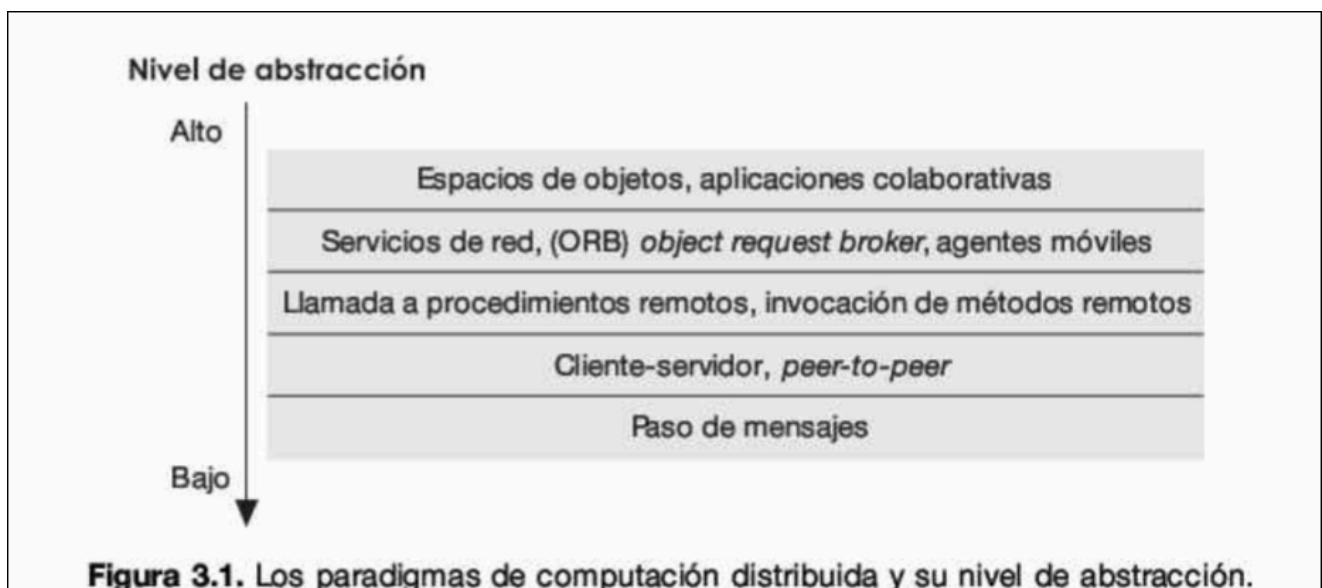 Nivel de abstracción
Alto
Espacios de objetos, aplicaciones colaborativas
Servicios de red, (ORB) object request broker, agentes móviles
Llamada a procedimientos remotos, invocación de métodos remotos
Cliente-servidor, peer-to-peer
Paso de mensajes
Bajo
Figura 3.1. Los paradigmas de computación distribuida y su nivel de abstracción.